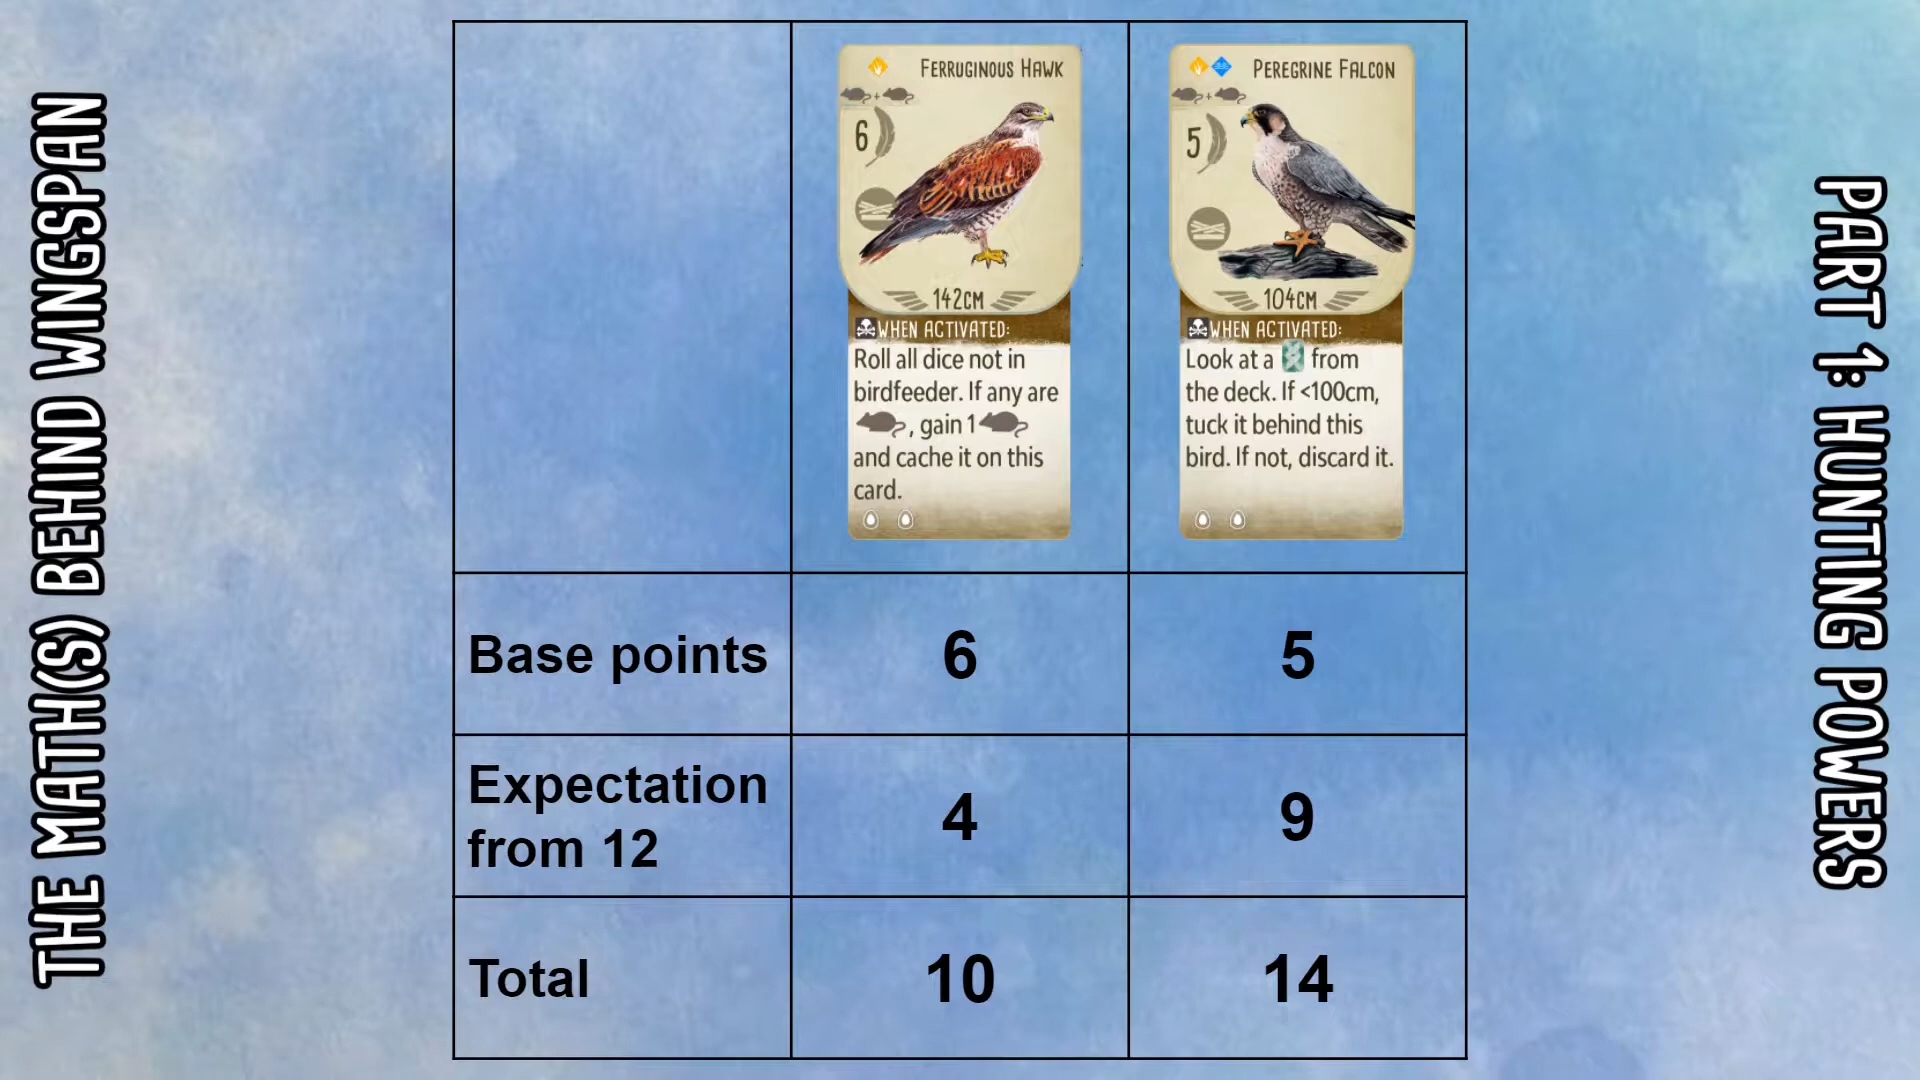 THE MATH(S) BEHIND WINGSPAN
FERRUGINOUS HAWK
+
6
142CM
WHEN ACTIVATED:
Roll all dice not in
birdfeeder. If any are
, gain 1
and cache it on this
card.
PEREGRINE FALCON
+
5
104CM
WHEN ACTIVATED:
Look at a from
the deck. If <100cm,
tuck it behind this
bird. If not, discard it.
Base points 6 5
Expectation
from 12 4 9
Total 10 14
PART 1: HUNTING POWERS